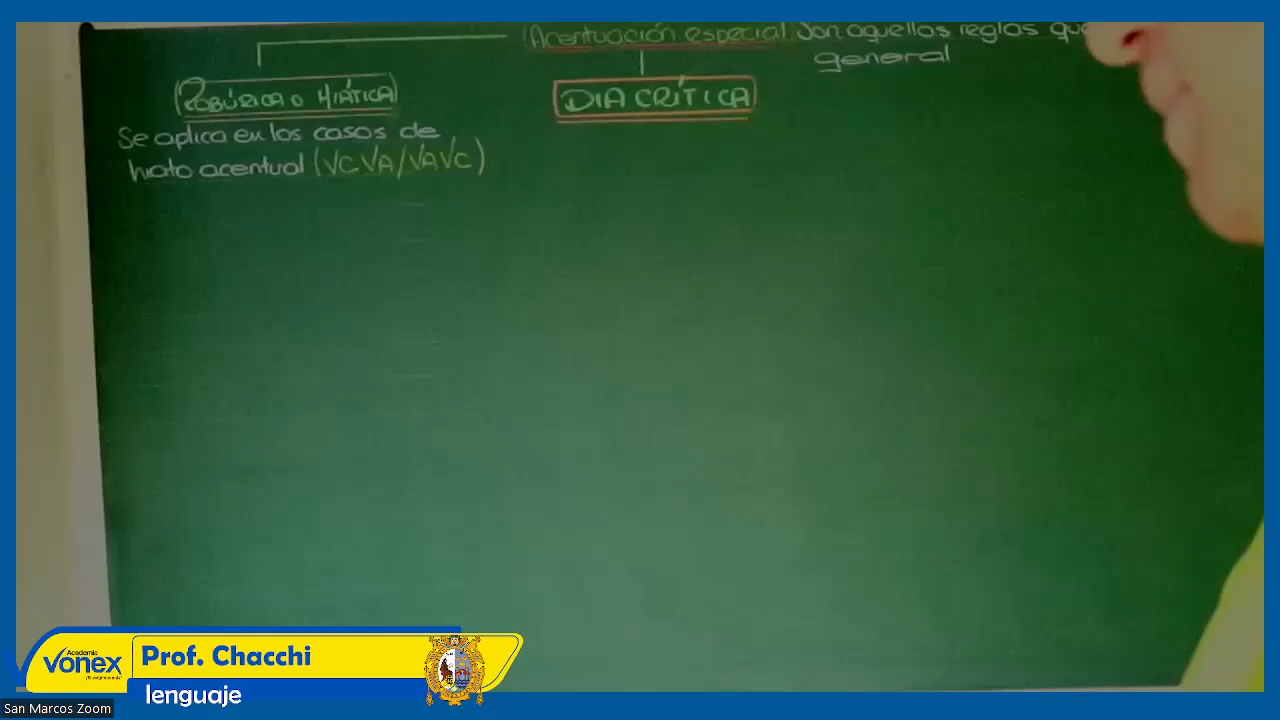 (Acentuación especial) Son aquellas reglas que
general
(ROBÚRICA O HIÁTICA)
DIACRÍTICA
Se aplica en los casos de
hiato acentual (VCVA/VAVC)
Academia
vonex
Prof. Chacchi
lenguaje
San Marcos Zoom